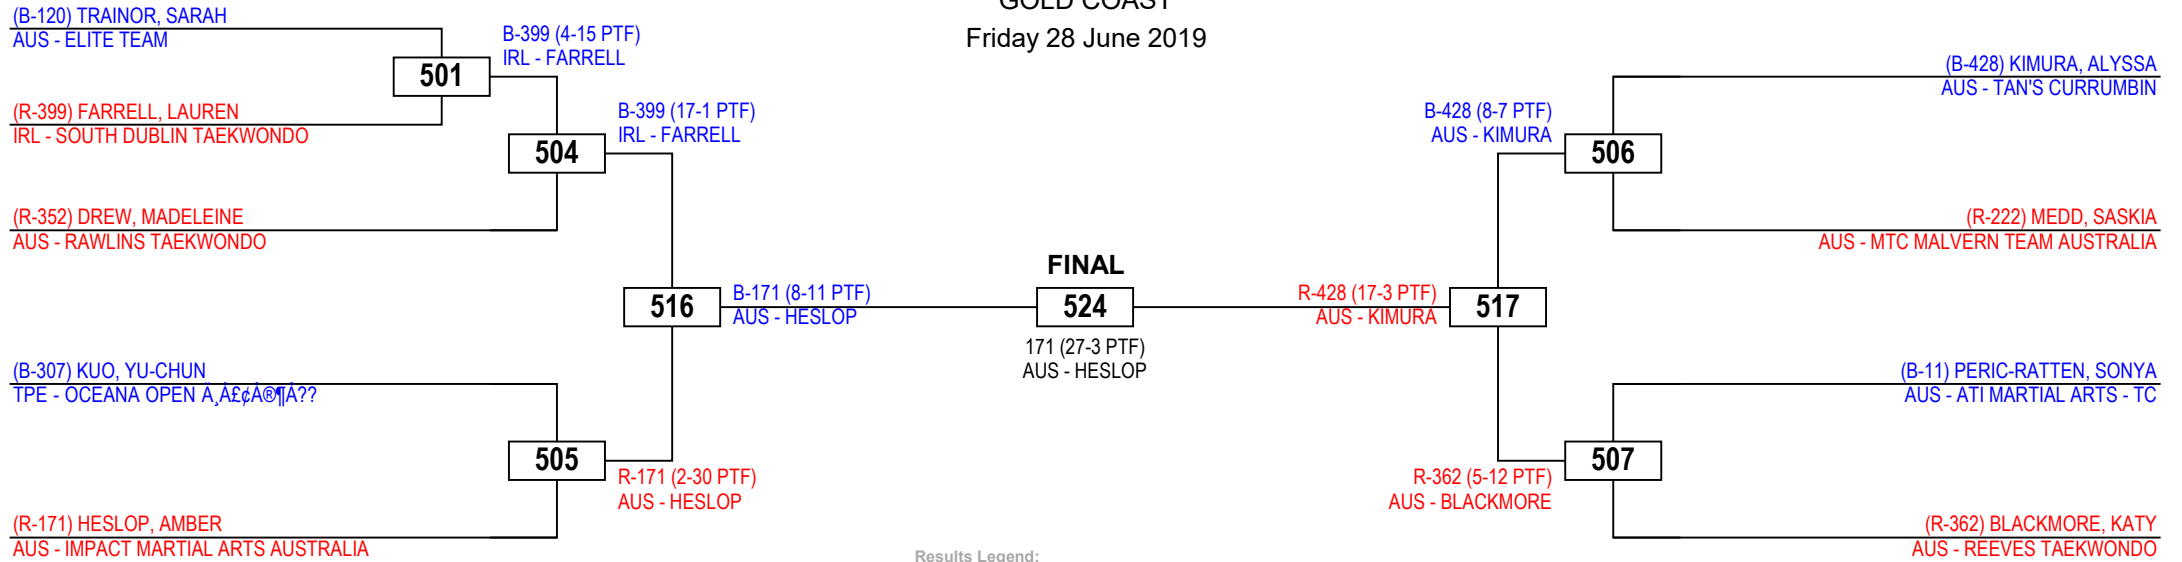 GOLD COAST
Friday 28 June 2019
(B-120) TRAINOR, SARAH
AUS - ELITE TEAM
501
(R-399) FARRELL, LAUREN
IRL - SOUTH DUBLIN TAEKWONDO
B-399 (4-15 PTF)
IRL - FARRELL
504
(R-352) DREW, MADELEINE
AUS - RAWLINS TAEKWONDO
B-399 (17-1 PTF)
IRL - FARRELL
516
(B-307) KUO, YU-CHUN
TPE - OCEANA OPEN
505
(R-171) HESLOP, AMBER
AUS - IMPACT MARTIAL ARTS AUSTRALIA
R-171 (2-30 PTF)
AUS - HESLOP
B-171 (8-11 PTF)
AUS - HESLOP
FINAL
524
171 (27-3 PTF)
AUS - HESLOP
R-428 (17-3 PTF)
AUS - KIMURA
517
B-428 (8-7 PTF)
AUS - KIMURA
506
(B-428) KIMURA, ALYSSA
AUS - TAN'S CURRUMBIN
(R-222) MEDD, SASKIA
AUS - MTC MALVERN TEAM AUSTRALIA
R-362 (5-12 PTF)
AUS - BLACKMORE
507
(B-11) PERIC-RATTEN, SONYA
AUS - ATI MARTIAL ARTS - TC
(R-362) BLACKMORE, KATY
AUS - REEVES TAEKWONDO
Results Legend: